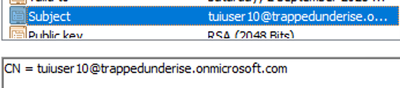 Subject tuiuser10@trappedunderise.o...
Public key RSA (2048 Bits)
CN = tuiuser10@trappedunderise.onmicrosoft.com